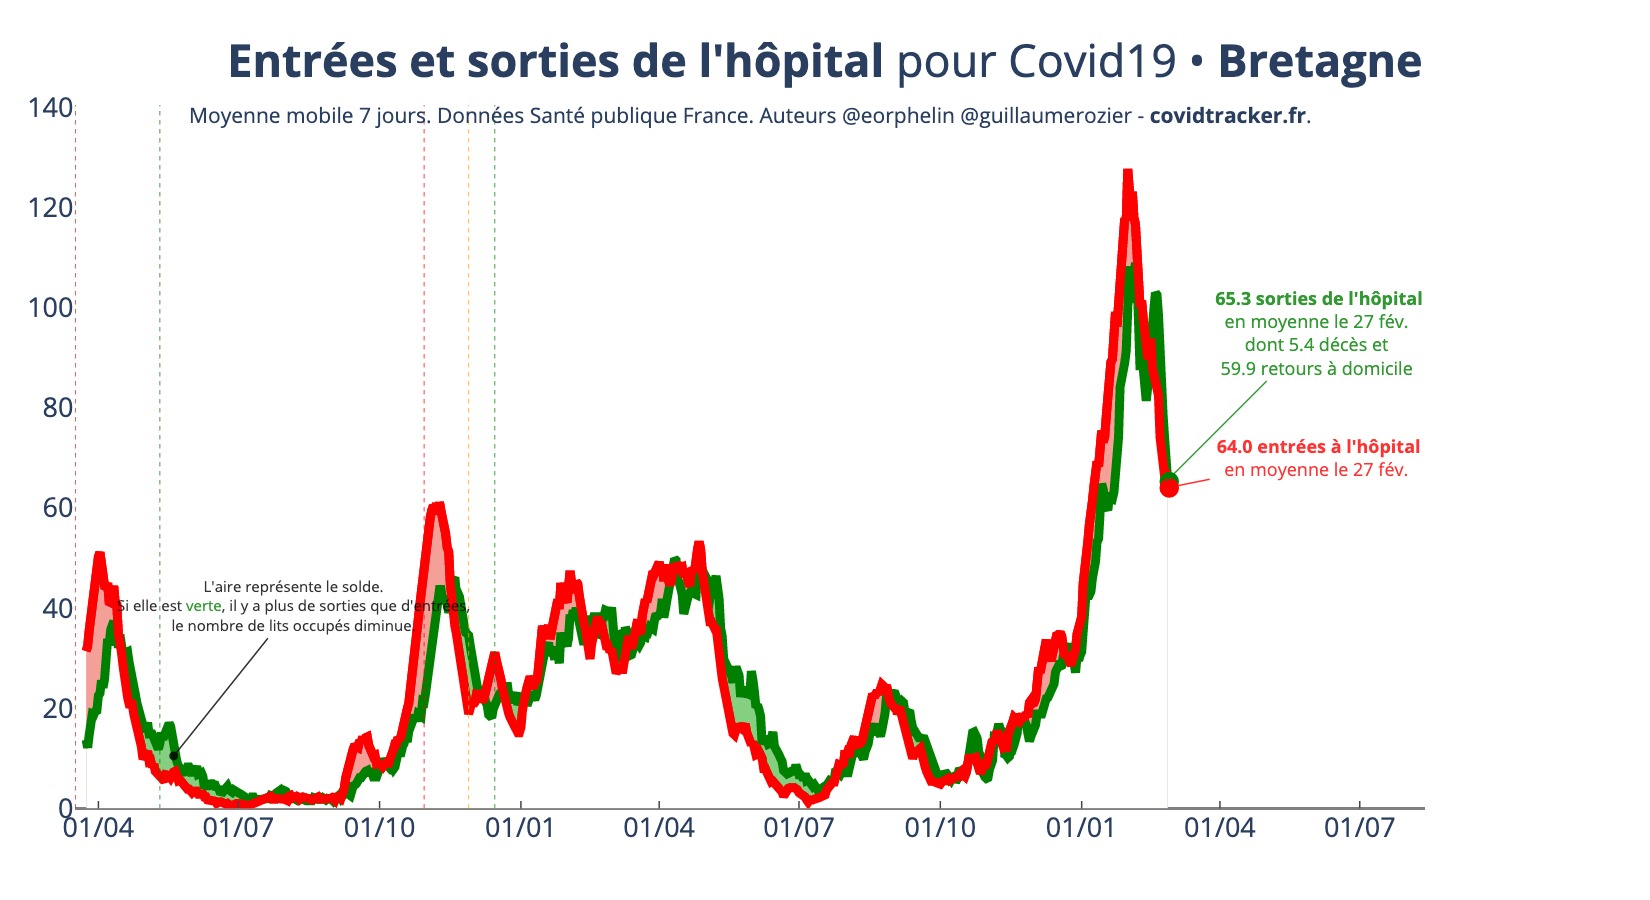 Entrées et sorties de l'hôpital pour Covid19 • Bretagne
Moyenne mobile 7 jours. Données Santé publique France. Auteurs @eorphelin @guillaumerozier - covidtracker.fr.
140
120
100
80
60
40
20
0
65.3 sorties de l'hôpital
en moyenne le 27 fév.
dont 5.4 décès et
59.9 retours à domicile
64.0 entrées à l'hôpital
en moyenne le 27 fév.
L'aire représente le solde.
Si elle est verte, il y a plus de sorties que d'entrées,
le nombre de lits occupés diminue.
01/04 01/07 01/10 01/01 01/04 01/07 01/10 01/01 01/04 01/07